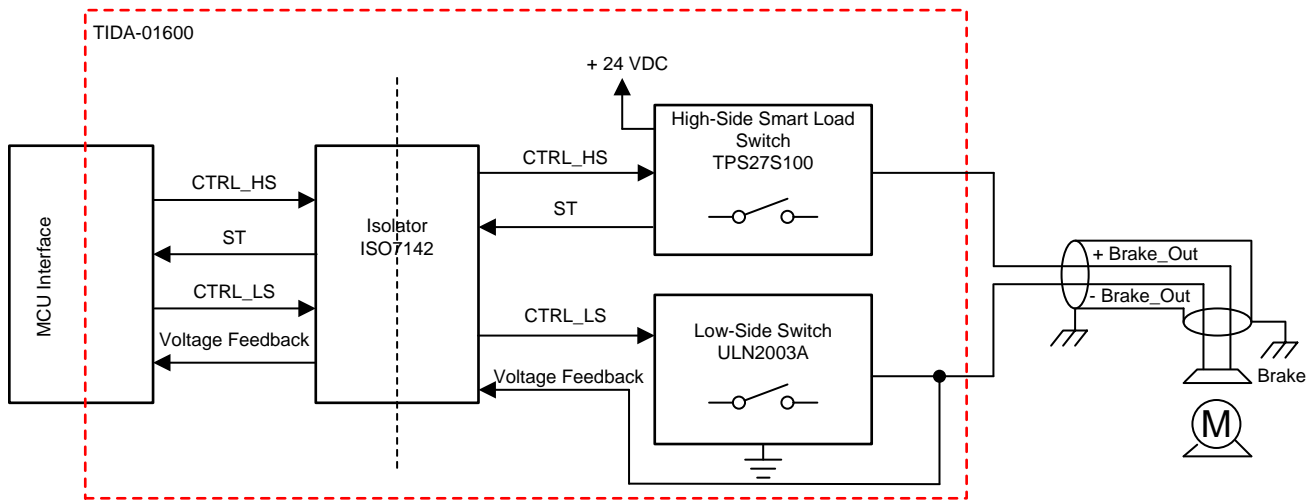 TIDA-01600
+ 24 VDC
MCU Interface
CTRL_HS
ST
CTRL_LS
Voltage Feedback
Isolator
ISO7142
CTRL_HS
ST
CTRL_LS
Voltage Feedback
High-Side Smart Load
Switch
TPS27S100
Low-Side Switch
ULN2003A
+ Brake_Out
- Brake_Out
Brake
M